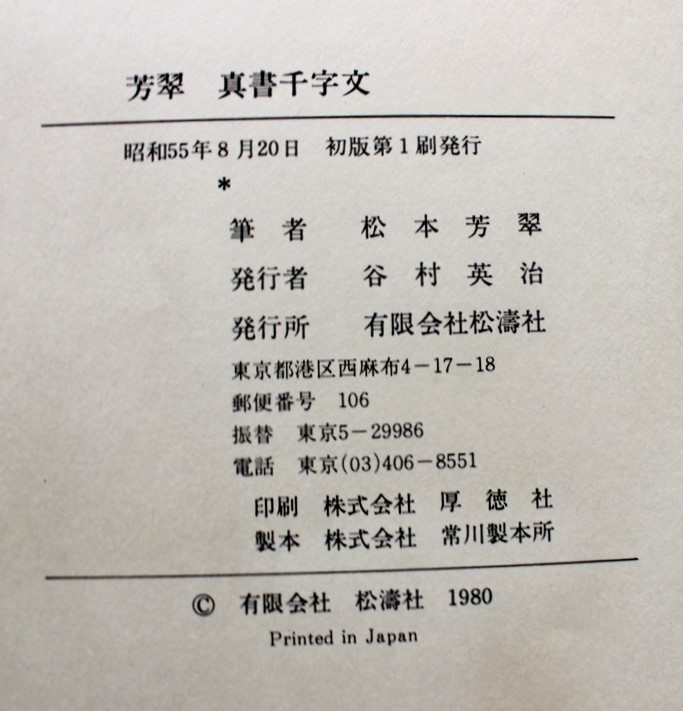 芳翠　真書千字文
昭和55年8月20日　初版第1刷発行
*
筆者　松本芳翠
発行者　谷村英治
発行所　有限会社松濤社
東京都港区西麻布4－17－18
郵便番号　106
振替　東京5－29986
電話　東京(03)406－8551
印刷　株式会社　厚徳社
製本　株式会社　常川製本所
©　有限会社　松濤社　1980
Printed in Japan